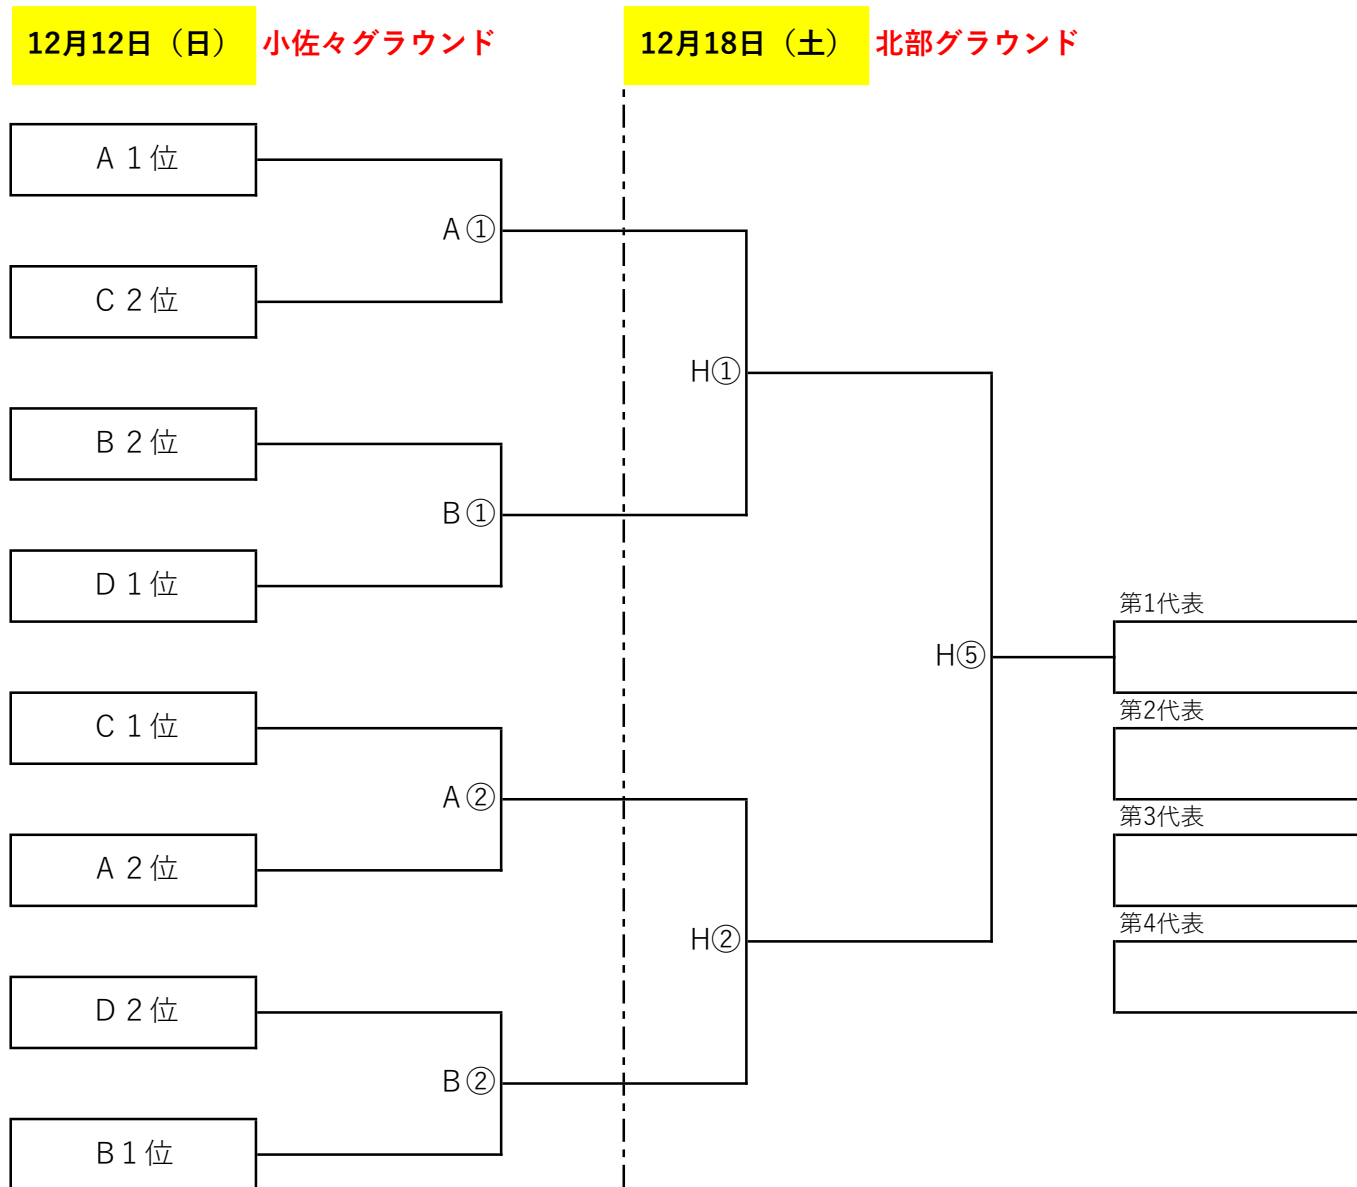 12月12日（日） 小佐々グラウンド 12月18日（土） 北部グラウンド
A 1位
A①
C 2位
H①
B 2位
B①
D 1位
第1代表
H⑤
C 1位
第2代表
A②
第3代表
A 2位
第4代表
H②
D 2位
B②
B1位